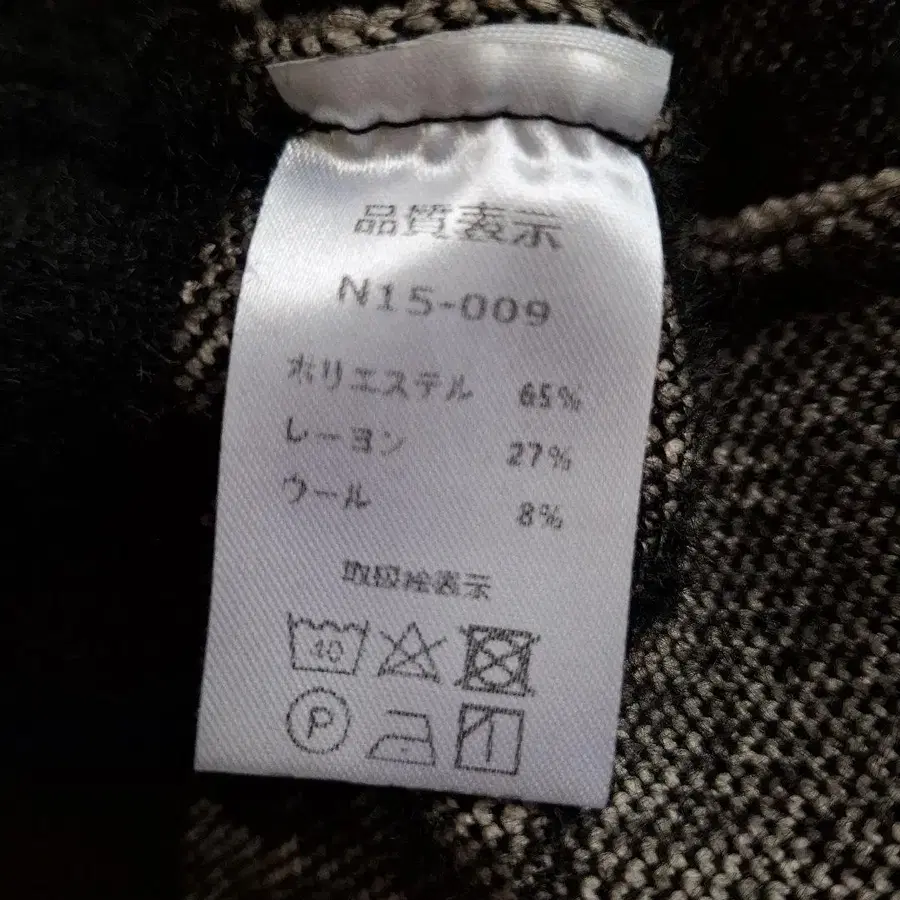 品質表示
N15-009
ポリエステル 65%
レーヨン 27%
ウール 8%
取扱絵表示
40
P